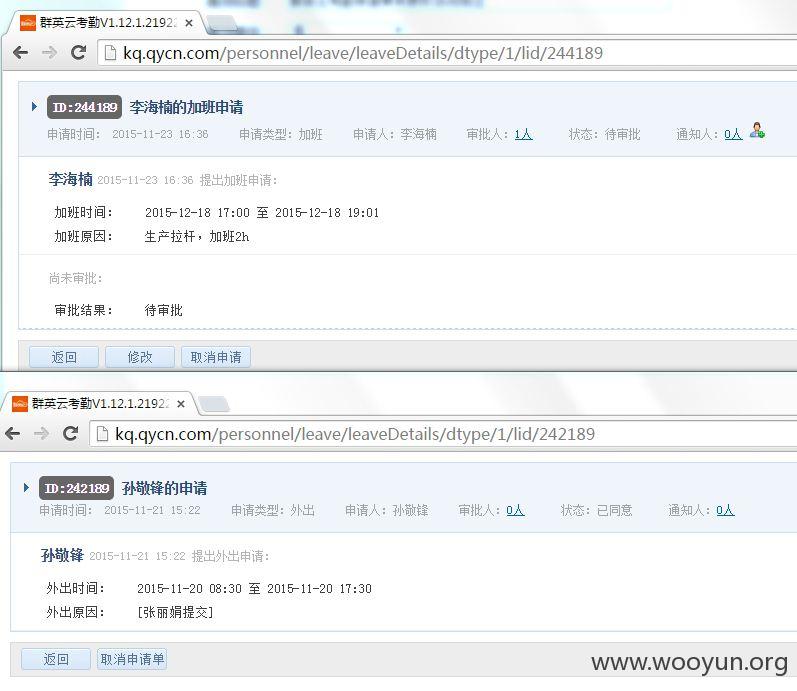 群英云考勤V1.12.1.2192
kq.qycn.com/personnel/leave/leaveDetails/dtype/1/lid/244189
ID:244189 李海楠的加班申请
申请时间： 2015-11-23 16:36 申请类型：加班 申请人：李海楠 审批人：1人 状态：待审批 通知人：0人
李海楠 2015-11-23 16:36 提出加班申请：
加班时间： 2015-12-18 17:00 至 2015-12-18 19:01
加班原因： 生产拉杆，加班2h
尚未审批：
审批结果： 待审批
返回 修改 取消申请
群英云考勤V1.12.1.2192
kq.qycn.com/personnel/leave/leaveDetails/dtype/1/lid/242189
ID:242189 孙敬锋的申请
申请时间： 2015-11-21 15:22 申请类型：外出 申请人：孙敬锋 审批人：0人 状态：已同意 通知人：0人
孙敬锋 2015-11-21 15:22 提出外出申请：
外出时间： 2015-11-20 08:30 至 2015-11-20 17:30
外出原因： [张丽娟提交]
返回 取消申请单
www.wooyun.org